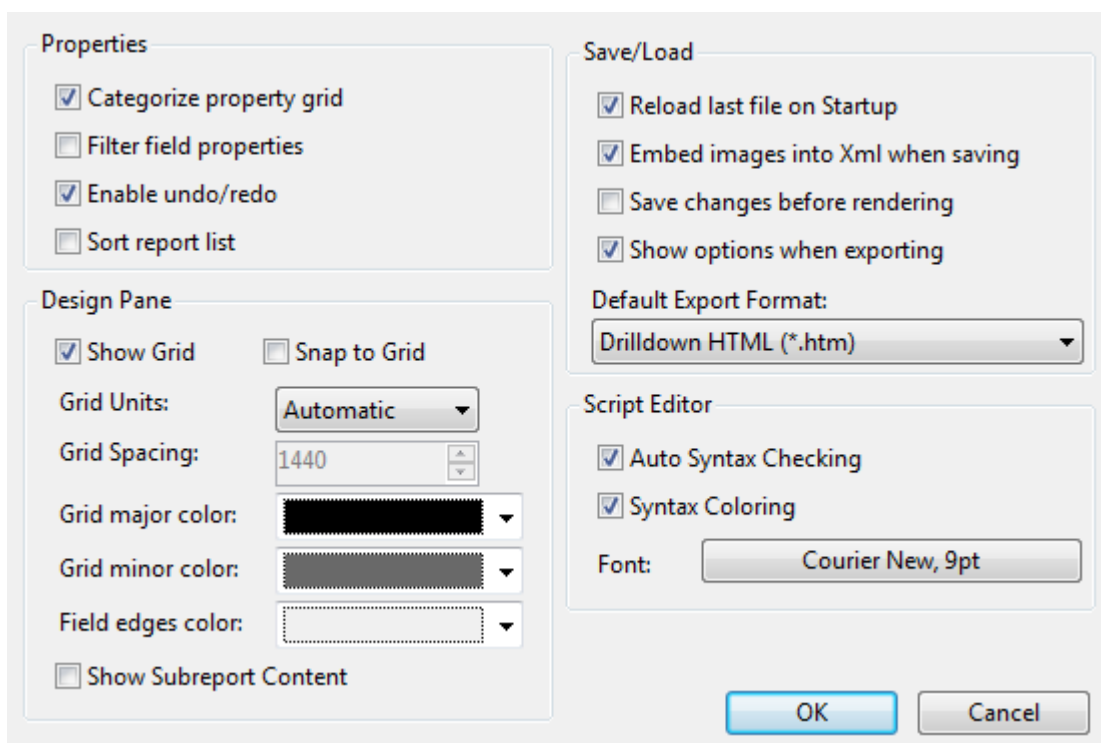 Properties
Categorize property grid
Filter field properties
Enable undo/redo
Sort report list
Design Pane
Show Grid Snap to Grid
Grid Units: Automatic
Grid Spacing: 1440
Grid major color:
Grid minor color:
Field edges color:
Show Subreport Content
Save/Load
Reload last file on Startup
Embed images into Xml when saving
Save changes before rendering
Show options when exporting
Default Export Format:
Drilldown HTML (*.htm)
Script Editor
Auto Syntax Checking
Syntax Coloring
Font: Courier New, 9pt
OK Cancel